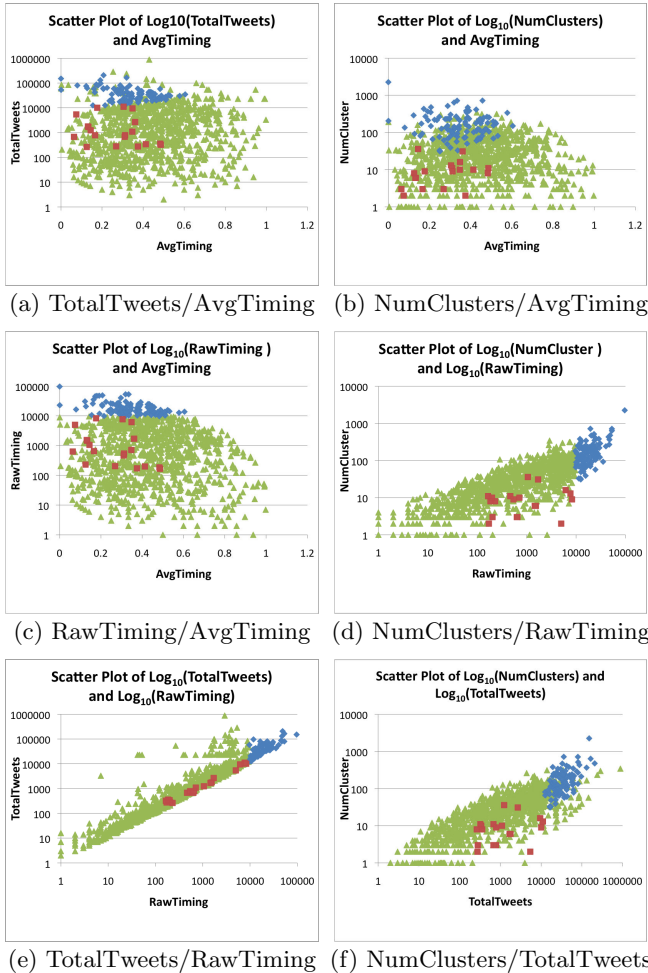 Scatter Plot of Log10(TotalTweets)
and AvgTiming
1000000
100000
10000
1000
100
10
1
TotalTweets
0 0.2 0.4 0.6 0.8 1 1.2
AvgTiming
(a) TotalTweets/AvgTiming
Scatter Plot of Log10(NumClusters)
and AvgTiming
10000
1000
100
10
1
NumCluster
0 0.2 0.4 0.6 0.8 1 1.2
AvgTiming
(b) NumClusters/AvgTiming
Scatter Plot of Log10(RawTiming )
and AvgTiming
100000
10000
1000
100
10
1
RawTiming
0 0.2 0.4 0.6 0.8 1 1.2
AvgTiming
(c) RawTiming/AvgTiming
Scatter Plot of Log10(NumCluster )
and Log10(RawTiming)
10000
1000
100
10
1
NumCluster
1 10 100 1000 10000 100000
RawTiming
(d) NumClusters/RawTiming
Scatter Plot of Log10(TotalTweets)
and Log10(RawTiming)
1000000
100000
10000
1000
100
10
1
TotalTweets
1 10 100 1000 10000 100000
RawTiming
(e) TotalTweets/RawTiming
Scatter Plot of Log10(NumClusters) and
Log10(TotalTweets)
10000
1000
100
10
1
NumCluster
1 10 100 1000 10000 100000 1000000
TotalTweets
(f) NumClusters/TotalTweets